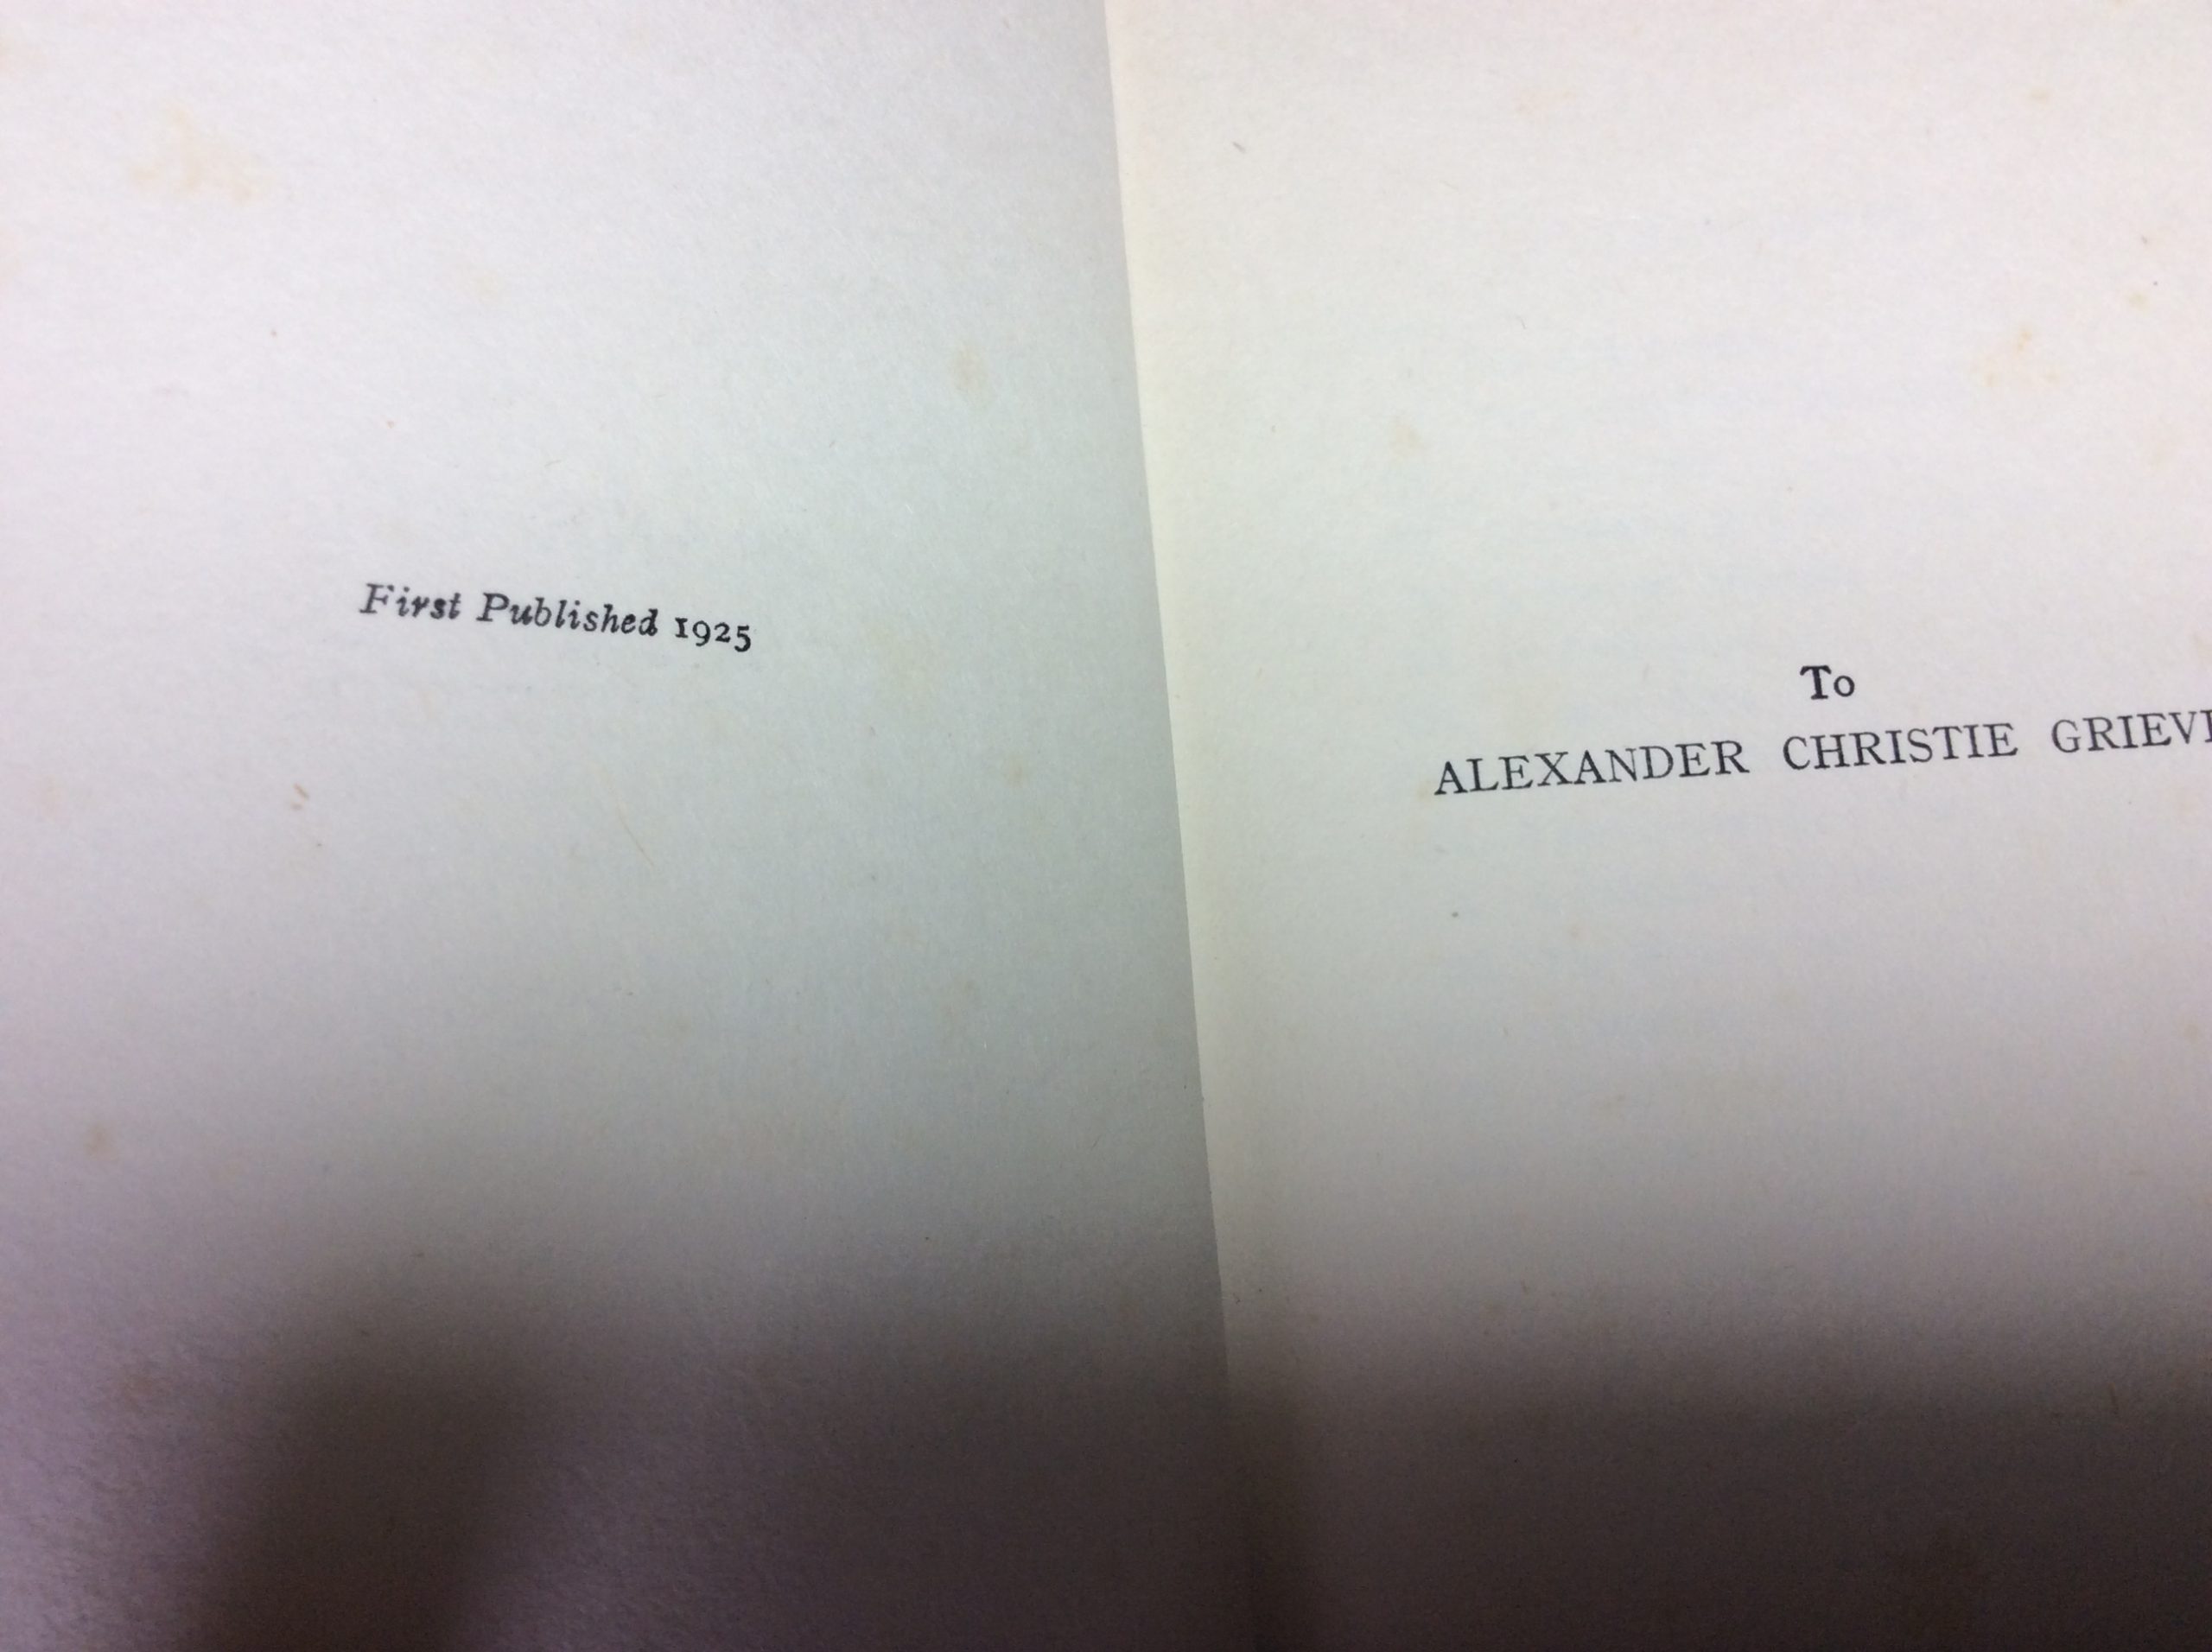 First Published 1925
To
ALEXANDER CHRISTIE